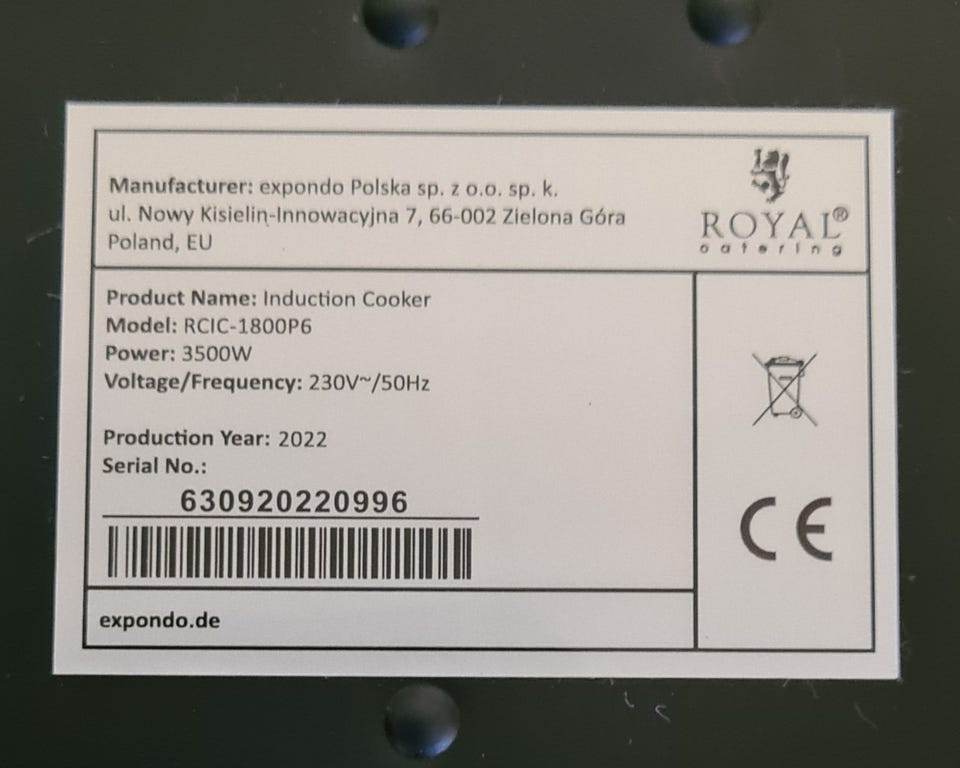 Manufacturer: expondo Polska sp. z o.o. sp. k.
ul. Nowy Kisielin-Innowacyjna 7, 66-002 Zielona Góra
Poland, EU
ROYAL®
catering
Product Name: Induction Cooker
Model: RCIC-1800P6
Power: 3500W
Voltage/Frequency: 230V~/50Hz
Production Year: 2022
Serial No.:
630920220996
CE
expondo.de